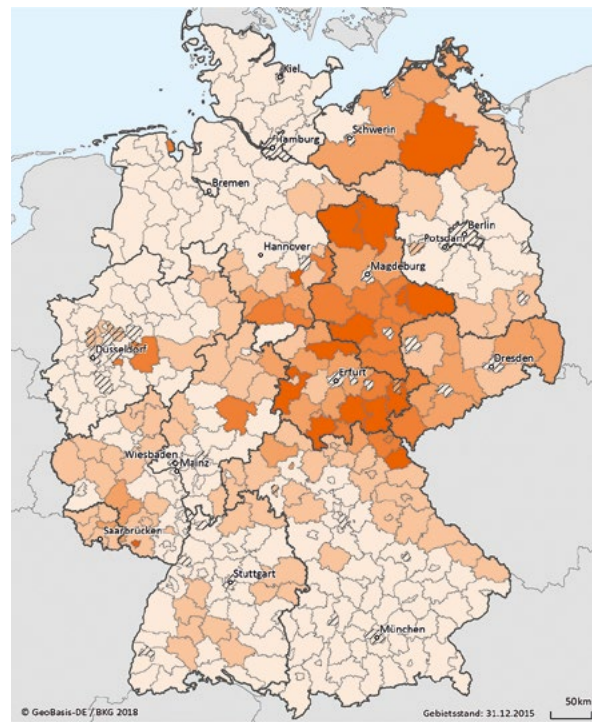 Kiel
Schwerin
Hamburg
Bremen
Berlin
Hannover
Potsdam
Magdeburg
Düsseldorf
Dresden
Erfurt
Wiesbaden
Mainz
Saarbrücken
Stuttgart
München
© GeoBasis-DE / BKG 2018
Gebietsstand: 31.12.2015
50km